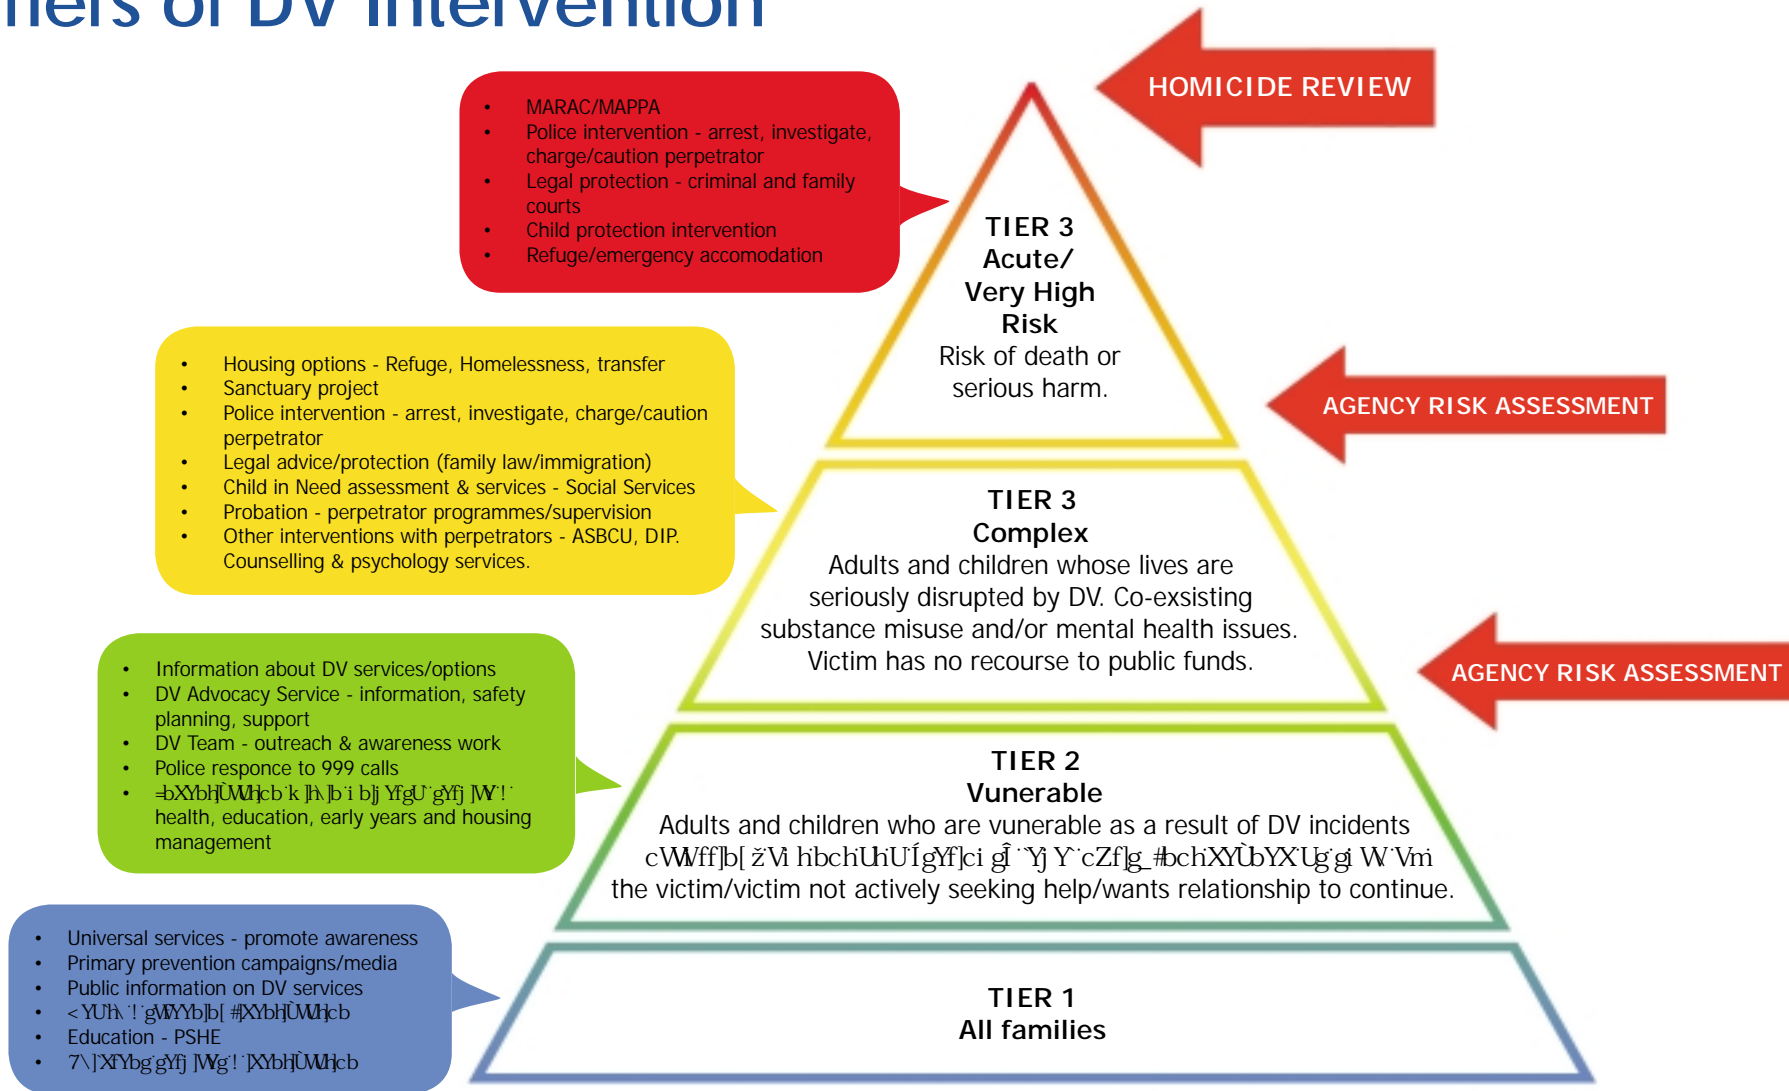 iers of DV Intervention
HOMICIDE REVIEW
• MARAC/MAPPA
• Police intervention - arrest, investigate,
charge/caution perpetrator
• Legal protection - criminal and family
courts
• Child protection intervention
• Refuge/emergency accomodation
TIER 3
Acute/
Very High
Risk
Risk of death or
serious harm.
AGENCY RISK ASSESSMENT
• Housing options - Refuge, Homelessness, transfer
• Sanctuary project
• Police intervention - arrest, investigate, charge/caution
perpetrator
• Legal advice/protection (family law/immigration)
• Child in Need assessment & services - Social Services
• Probation - perpetrator programmes/supervision
• Other interventions with perpetrators - ASBCU, DIP.
Counselling & psychology services.
TIER 3
Complex
Adults and children whose lives are
seriously disrupted by DV. Co-exsisting
substance misuse and/or mental health issues.
Victim has no recourse to public funds.
AGENCY RISK ASSESSMENT
• Information about DV services/options
• DV Advocacy Service - information, safety
planning, support
• DV Team - outreach & awareness work
• Police responce to 999 calls
•
health, education, early years and housing
management
TIER 2
Vunerable
Adults and children who are vunerable as a result of DV incidents
the victim/victim not actively seeking help/wants relationship to continue.
• Universal services - promote awareness
• Primary prevention campaigns/media
• Public information on DV services
•
• Education - PSHE
•
TIER 1
All families